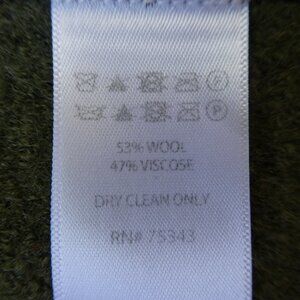 53% WOOL
47% VISCOSE
DRY CLEAN ONLY
RN# 75343